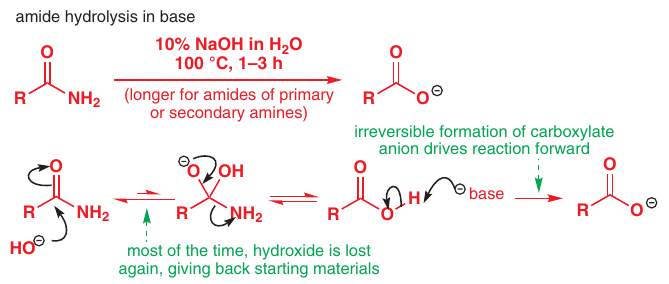 amide hydrolysis in base
10% NaOH in H2O
100 °C, 1–3 h
(longer for amides of primary
or secondary amines)
O
R
NH2
O
R
O⊖
irreversible formation of carboxylate
anion drives reaction forward
O
R
NH2
HO⊖
⊖
O
OH
R
NH2
O
R
O
H
⊖ base
O
R
O⊖
most of the time, hydroxide is lost
again, giving back starting materials